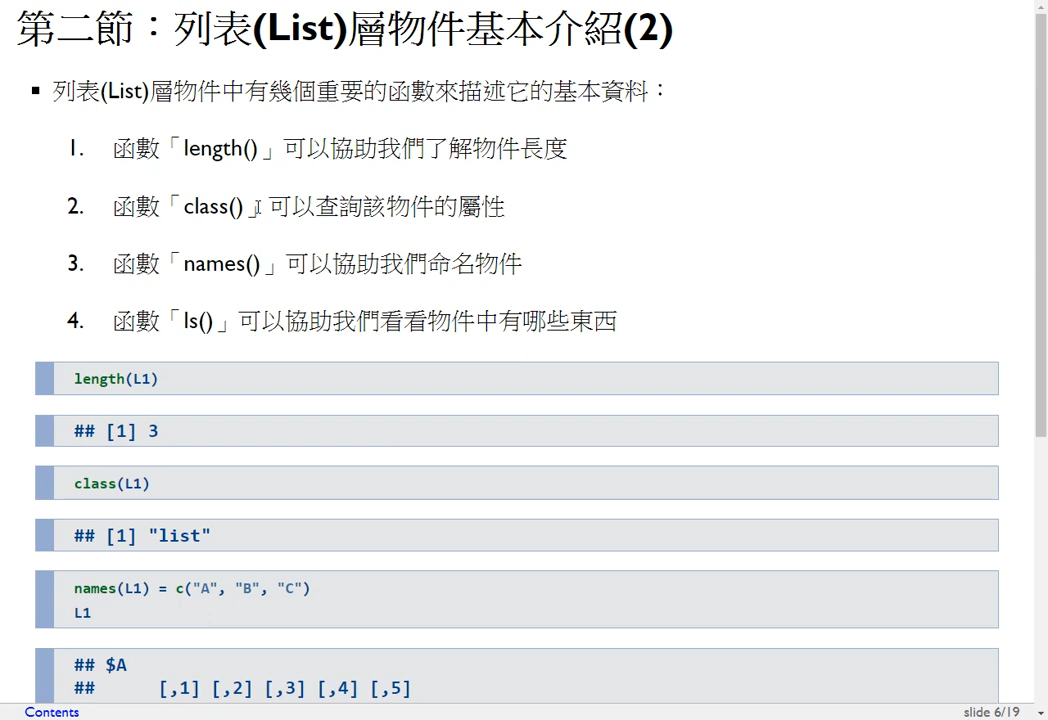 第二節：列表(List)層物件基本介紹(2)
▪ 列表(List)層物件中有幾個重要的函數來描述它的基本資料：
1. 函數「length()」可以協助我們了解物件長度
2. 函數「class()」可以查詢該物件的屬性
3. 函數「names()」可以協助我們命名物件
4. 函數「ls()」可以協助我們看看物件中有哪些東西
length(L1)
## [1] 3
class(L1)
## [1] "list"
names(L1) = c("A", "B", "C")
L1
## $A
##      [,1] [,2] [,3] [,4] [,5]
Contents
slide 6/19